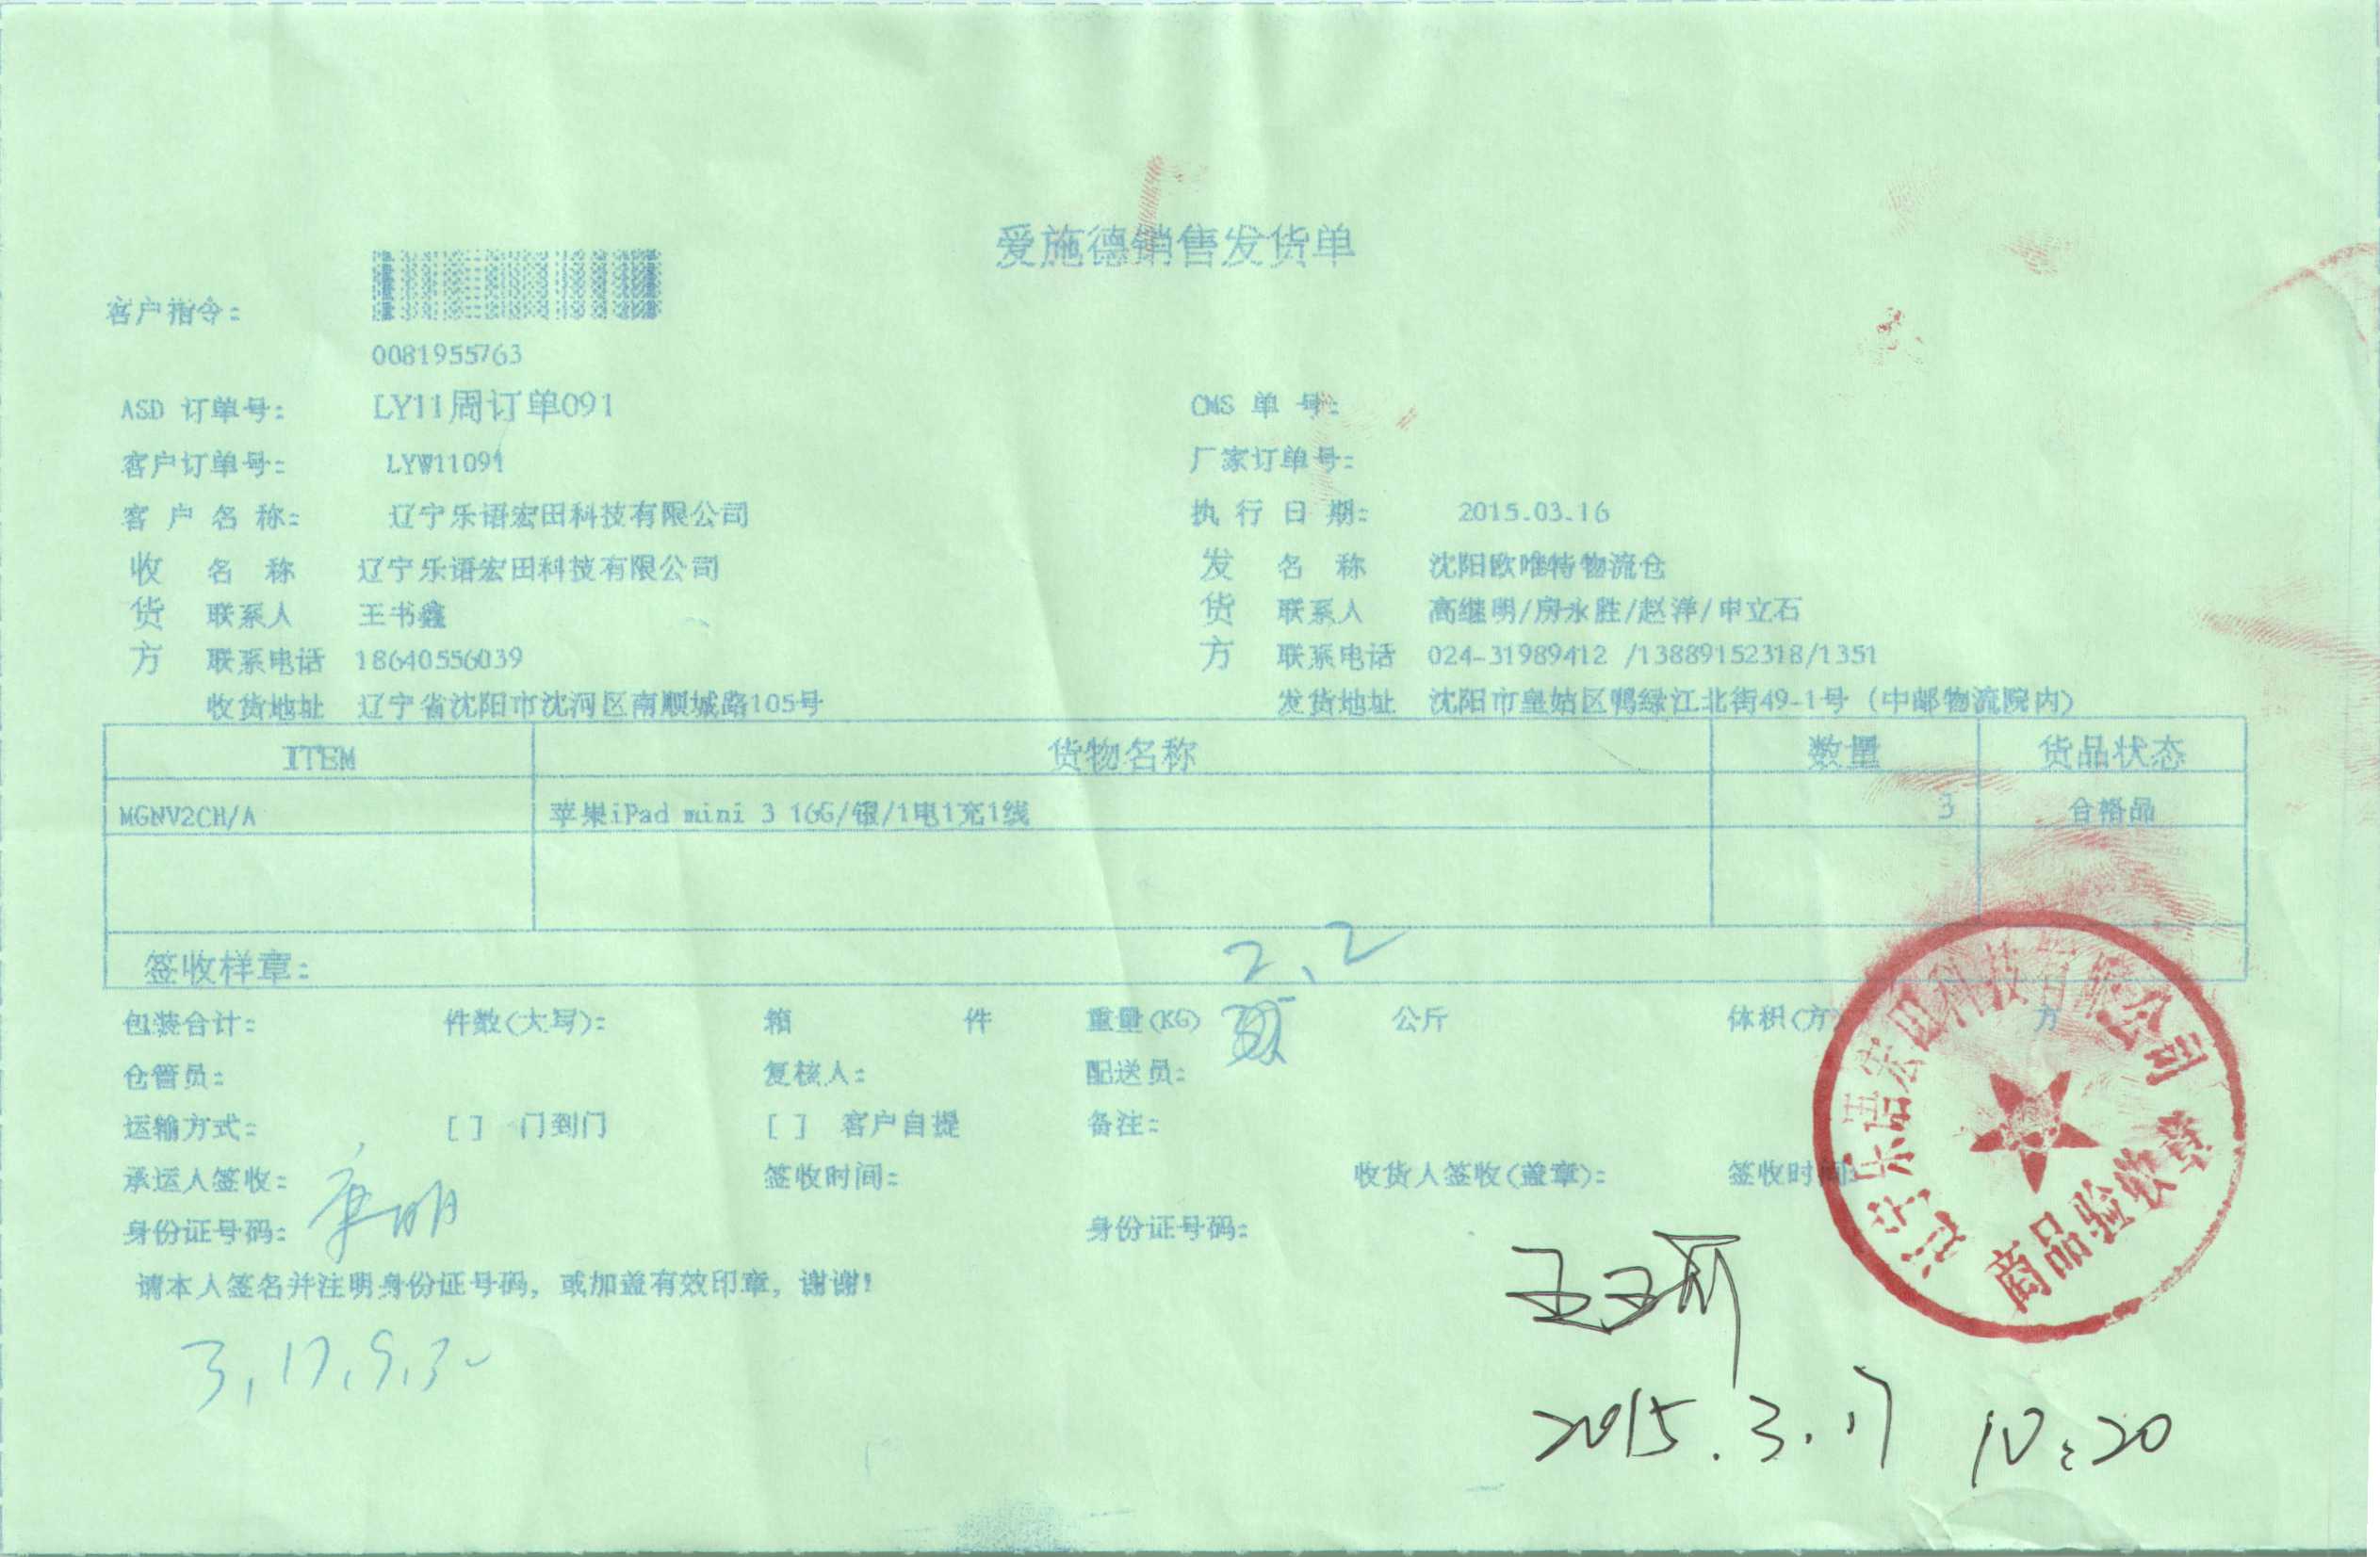 爱施德销售发货单
客户指令:
0081955763
ASD 订单号: LY11周订单091 CMS 单 号:
客户订单号: LYW11091 厂家订单号:
客 户 名 称: 辽宁乐语宏田科技有限公司 执 行 日 期: 2015.03.16
收 名 称 辽宁乐语宏田科技有限公司 发 名 称 沈阳欧唯特物流仓
货 联系人 王书鑫 货 联系人 高继明/房永胜/赵洋/申立石
方 联系电话 18640556039 方 联系电话 024-31989412 /13889152318/1351
收货地址 辽宁省沈阳市沈河区南顺城路105号 发货地址 沈阳市皇姑区鸭绿江北街49-1号 (中邮物流院内)
ITEM 货物名称 数量 货品状态
MGNV2CH/A 苹果iPad mini 3 16G/银/1电1充1线 3 合格品
签收样章:
2.2
包装合计: 件数(大写): 箱 件 重量(KG) 公斤 体积(方) 方
仓管员: 复核人: 配送员:
运输方式: [ ] 门到门 [ ] 客户自提 备注:
承运人签收: 签收时间: 收货人签收(盖章): 签收时间:
身份证号码: 身份证号码:
请本人签名并注明身份证号码, 或加盖有效印章, 谢谢!
辽宁乐语宏田科技有限公司
商品验收章
3.17.9.30
2015.3.17 10:20